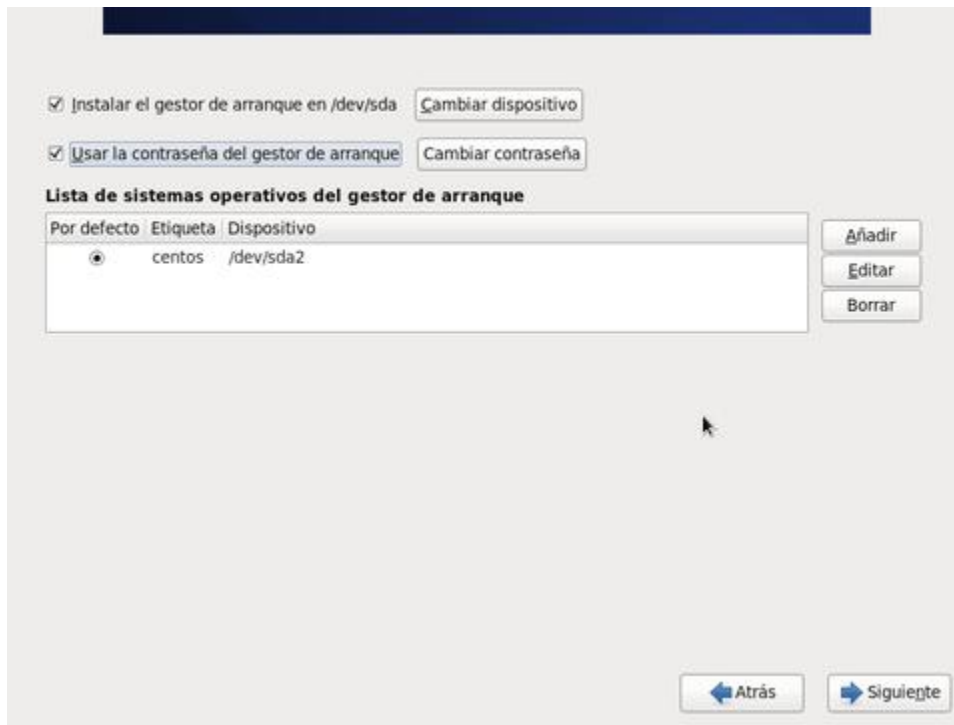 Instalar el gestor de arranque en /dev/sda Cambiar dispositivo
Usar la contraseña del gestor de arranque Cambiar contraseña
Lista de sistemas operativos del gestor de arranque
Por defecto Etiqueta Dispositivo
centos /dev/sda2
Añadir
Editar
Borrar
Atrás Siguiente